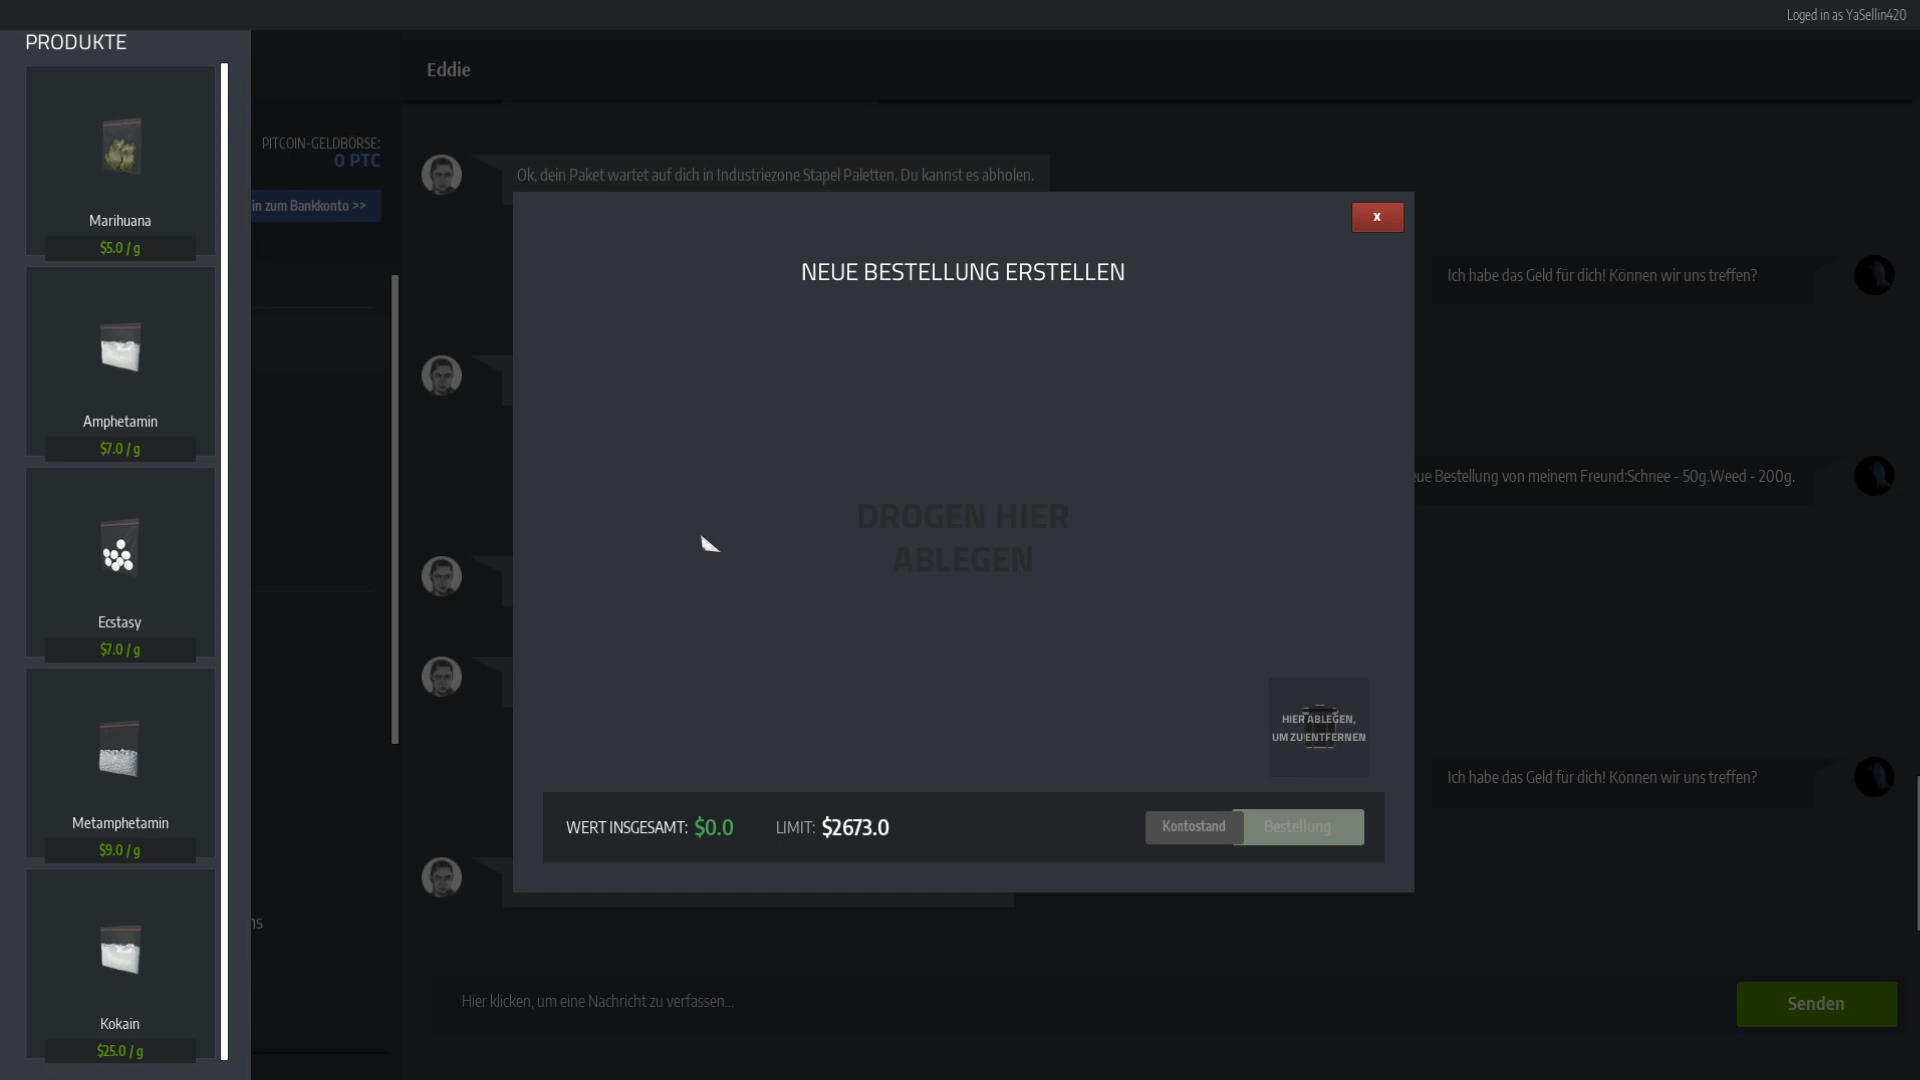 Loged in as YaSellin420
PRODUKTE
Marihuana
$5.0 / g
Amphetamin
$7.0 / g
Ecstasy
$7.0 / g
Metamphetamin
$9.0 / g
Kokain
$25.0 / g
PITCOIN-GELDBÖRSE:
0 PTC
in zum Bankkonto >>
Eddie
Ok, dein Paket wartet auf dich in Industriezone Stapel Paletten. Du kannst es abholen.
Ich habe das Geld für dich! Können wir uns treffen?
eue Bestellung von meinem Freund:Schnee - 50g.Weed - 200g.
Ich habe das Geld für dich! Können wir uns treffen?
x
NEUE BESTELLUNG ERSTELLEN
DROGEN HIER
ABLEGEN
HIER ABLEGEN,
UM ZU ENTFERNEN
WERT INSGESAMT: $0.0
LIMIT: $2673.0
Kontostand
Bestellung
Hier klicken, um eine Nachricht zu verfassen...
Senden